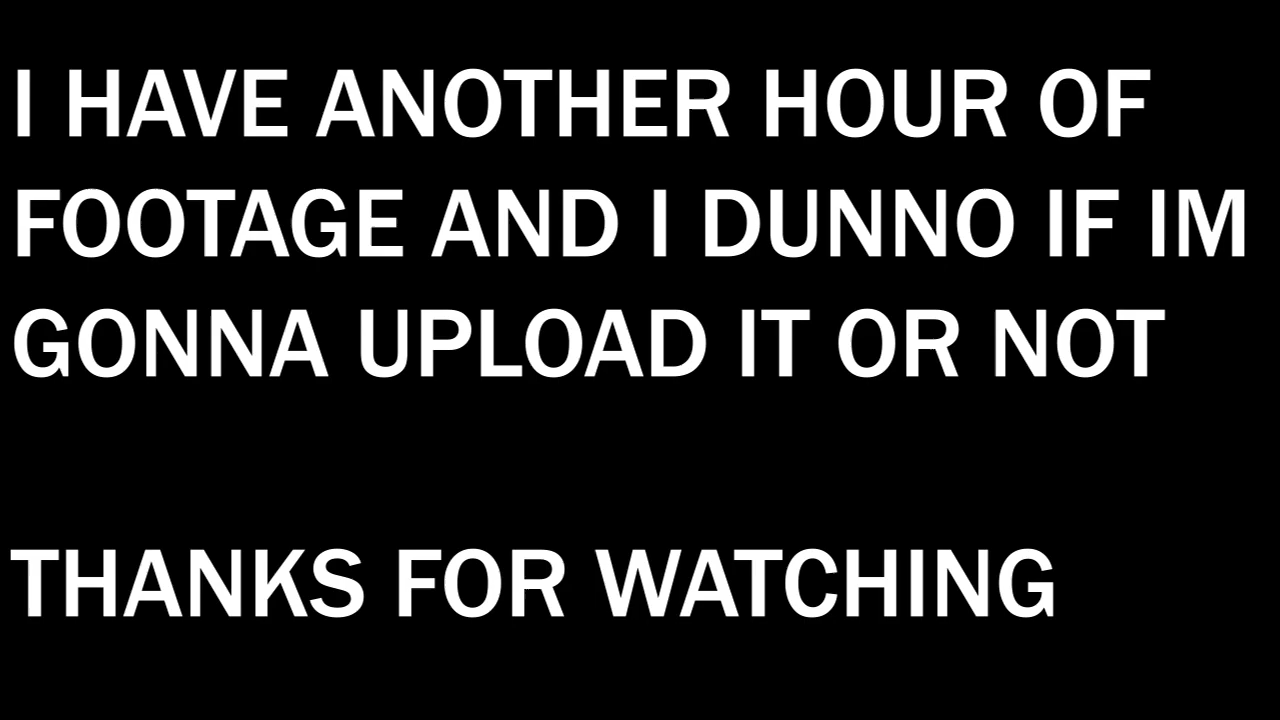 I HAVE ANOTHER HOUR OF
FOOTAGE AND I DUNNO IF IM
GONNA UPLOAD IT OR NOT
THANKS FOR WATCHING